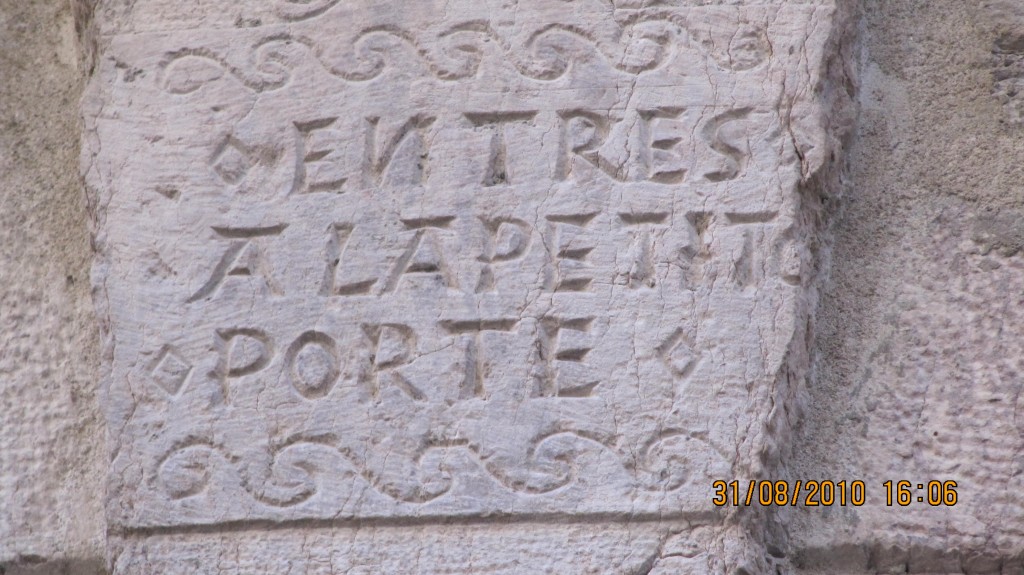 ENTRES
A LA PETITE
PORTE
31/08/2010 16:06